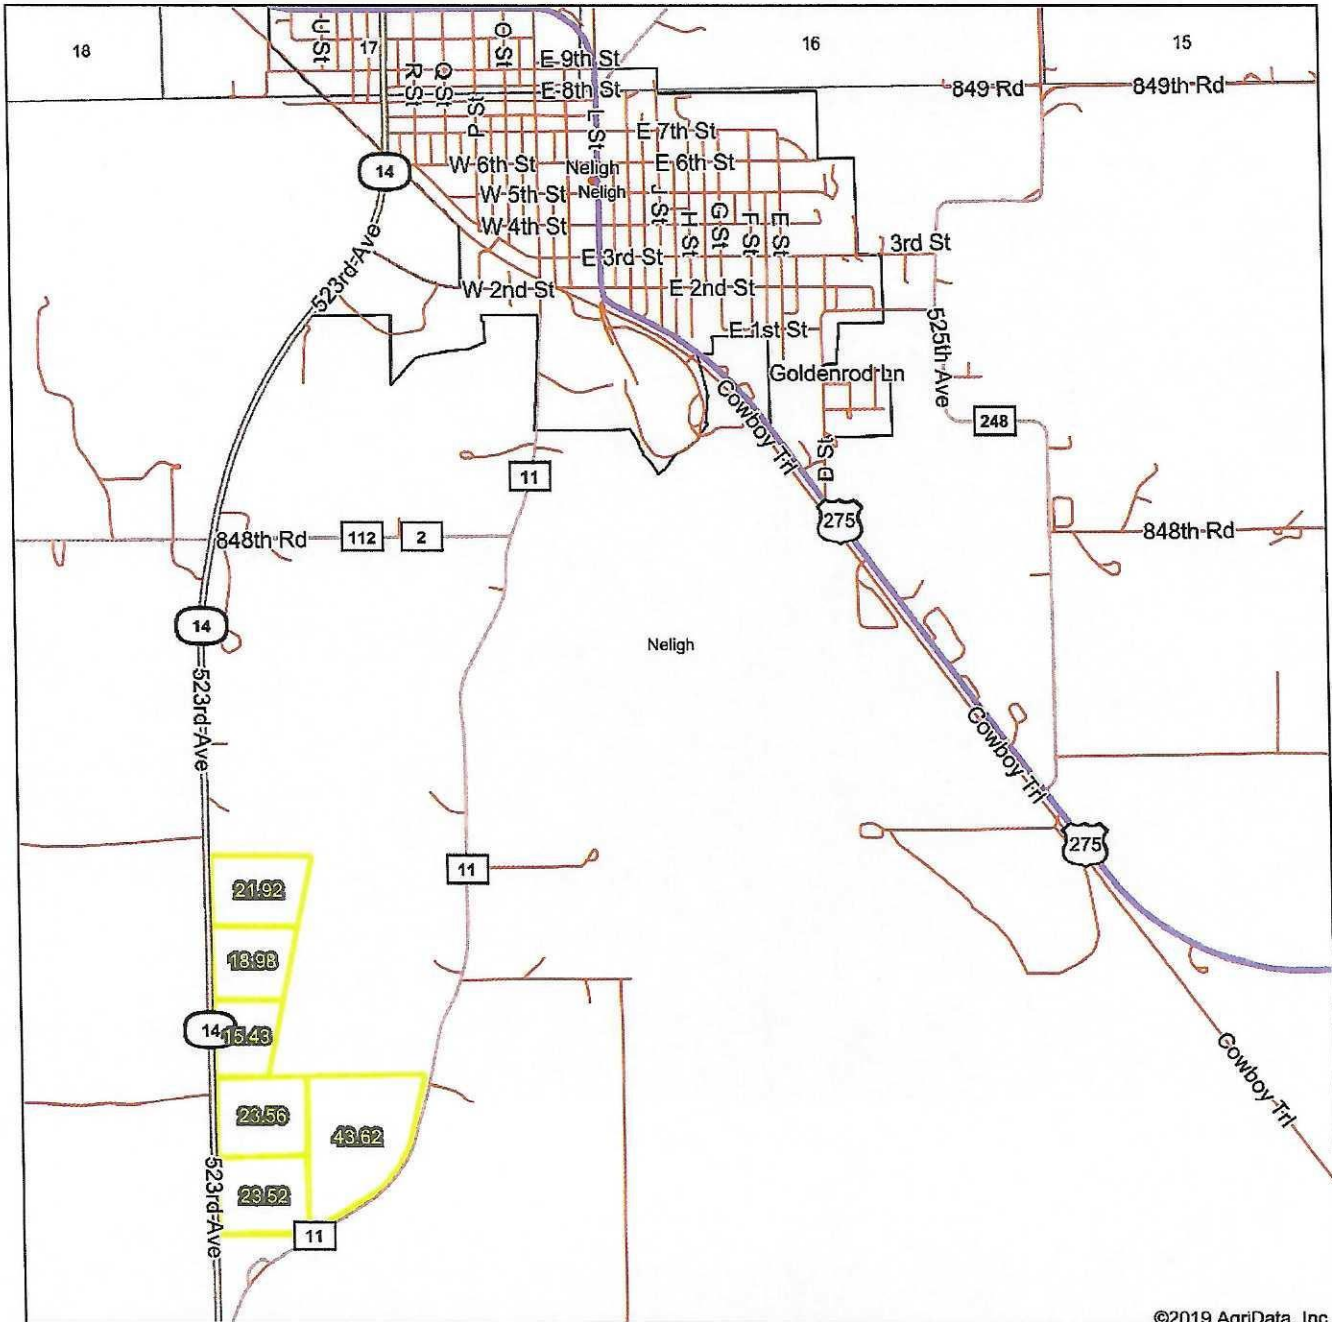 18
17
16
15
U St
O St
R St
Q St
P St
E 9th St
E 8th St
849 Rd
849th Rd
L St
E 7th St
W 6th St
Neligh
E 6th St
14
W 5th St
Neligh
J St
H St
G St
F St
E St
W 4th St
523rd Ave
E 3rd St
3rd St
W 2nd St
E 2nd St
E 1st St
525th Ave
Goldenrod Ln
Cowboy Trl
248
D St
11
275
848th Rd
112
2
848th Rd
14
Neligh
523rd Ave
Cowboy Trl
275
11
21.92
18.98
14
15.43
Cowboy Trl
23.56
43.62
523rd Ave
23.52
11
©2019 AgriData, Inc